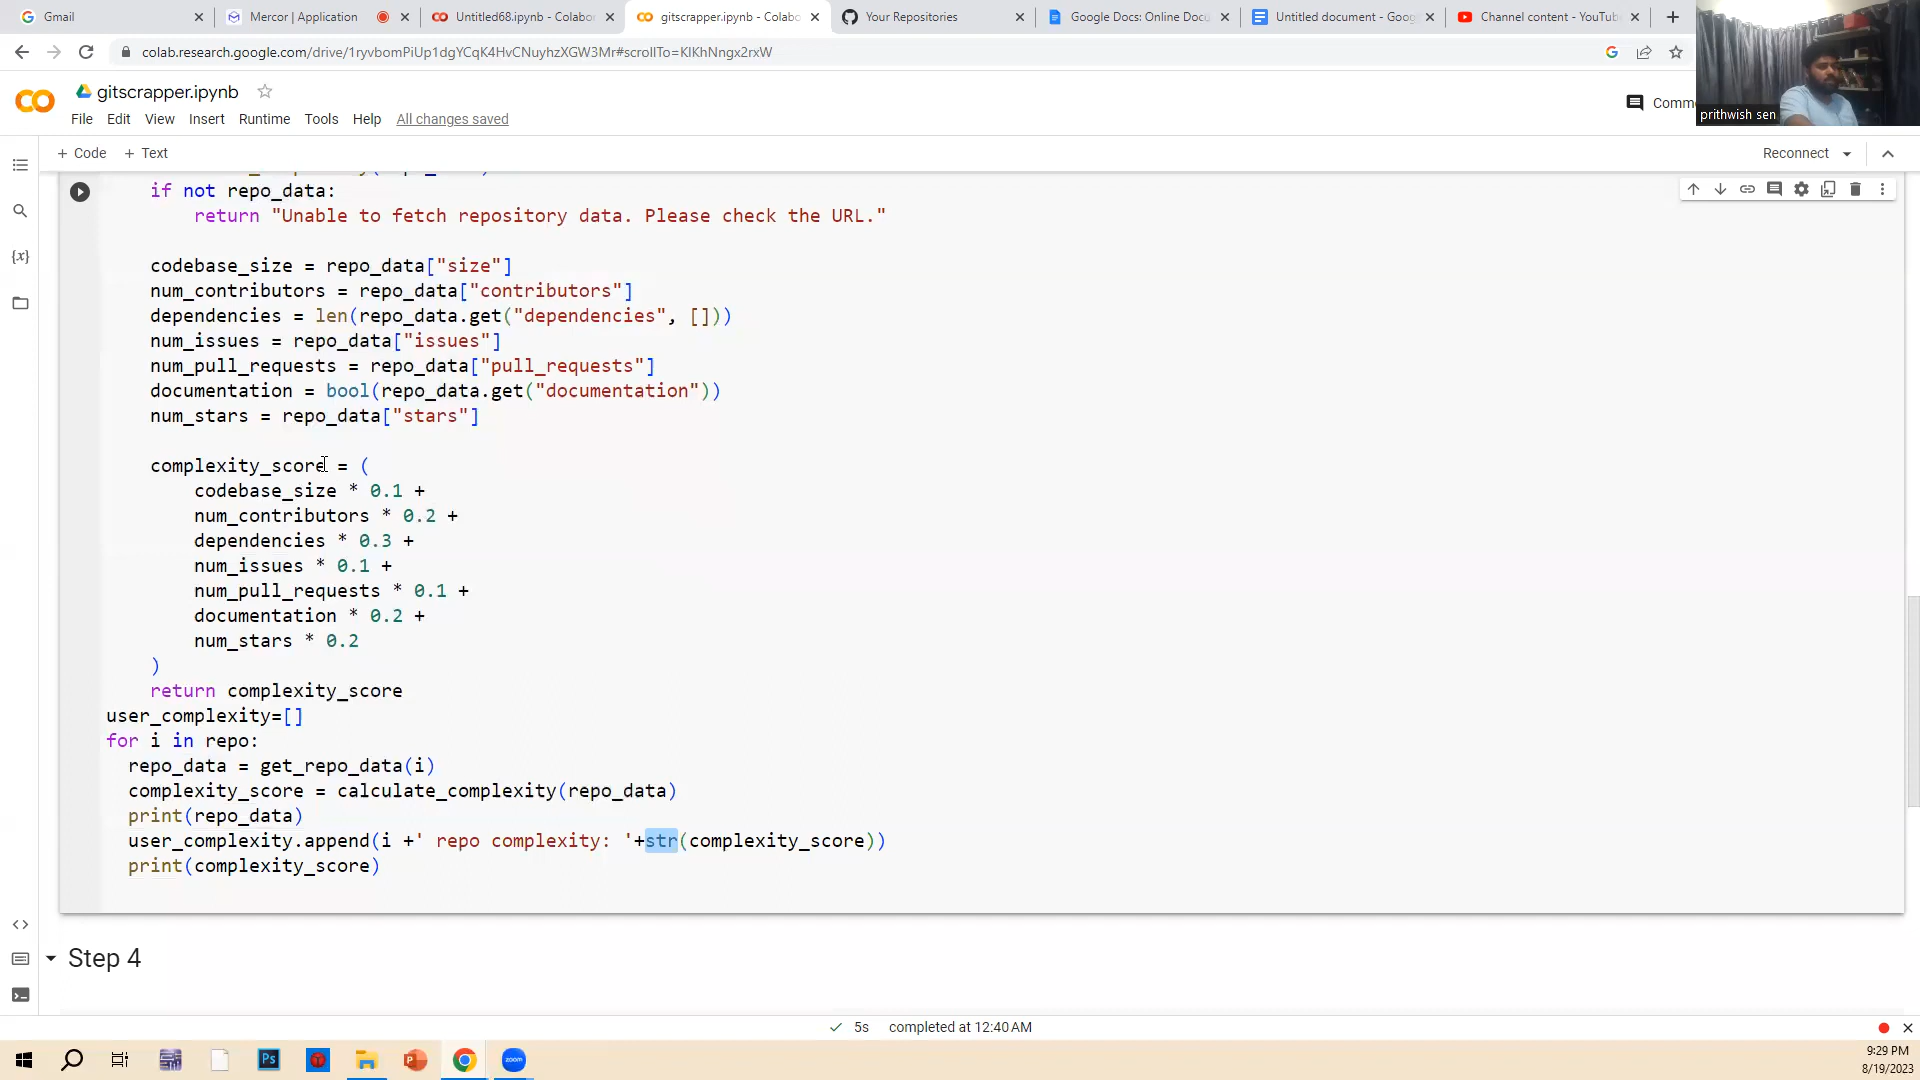 Gmail
Mercor | Application
Untitled68.ipynb - Colabor
gitscrapper.ipynb - Colabo
Your Repositories
Google Docs: Online Doc
Untitled document - Goog
Channel content - YouTub
colab.research.google.com/drive/1ryvbomPiUp1dgYCqK4HvCNuyhzXGW3Mr#scrollTo=KlKhNngx2rxW
prithwish sen
gitscrapper.ipynb
File Edit View Insert Runtime Tools Help All changes saved
Comm
+ Code + Text
Reconnect
if not repo_data:
return "Unable to fetch repository data. Please check the URL."
codebase_size = repo_data["size"]
num_contributors = repo_data["contributors"]
dependencies = len(repo_data.get("dependencies", []))
num_issues = repo_data["issues"]
num_pull_requests = repo_data["pull_requests"]
documentation = bool(repo_data.get("documentation"))
num_stars = repo_data["stars"]
complexity_score = (
codebase_size * 0.1 +
num_contributors * 0.2 +
dependencies * 0.3 +
num_issues * 0.1 +
num_pull_requests * 0.1 +
documentation * 0.2 +
num_stars * 0.2
)
return complexity_score
user_complexity=[]
for i in repo:
repo_data = get_repo_data(i)
complexity_score = calculate_complexity(repo_data)
print(repo_data)
user_complexity.append(i +' repo complexity: '+str(complexity_score))
print(complexity_score)
Step 4
5s completed at 12:40 AM
Ps
zoom
9:29 PM
8/19/2023